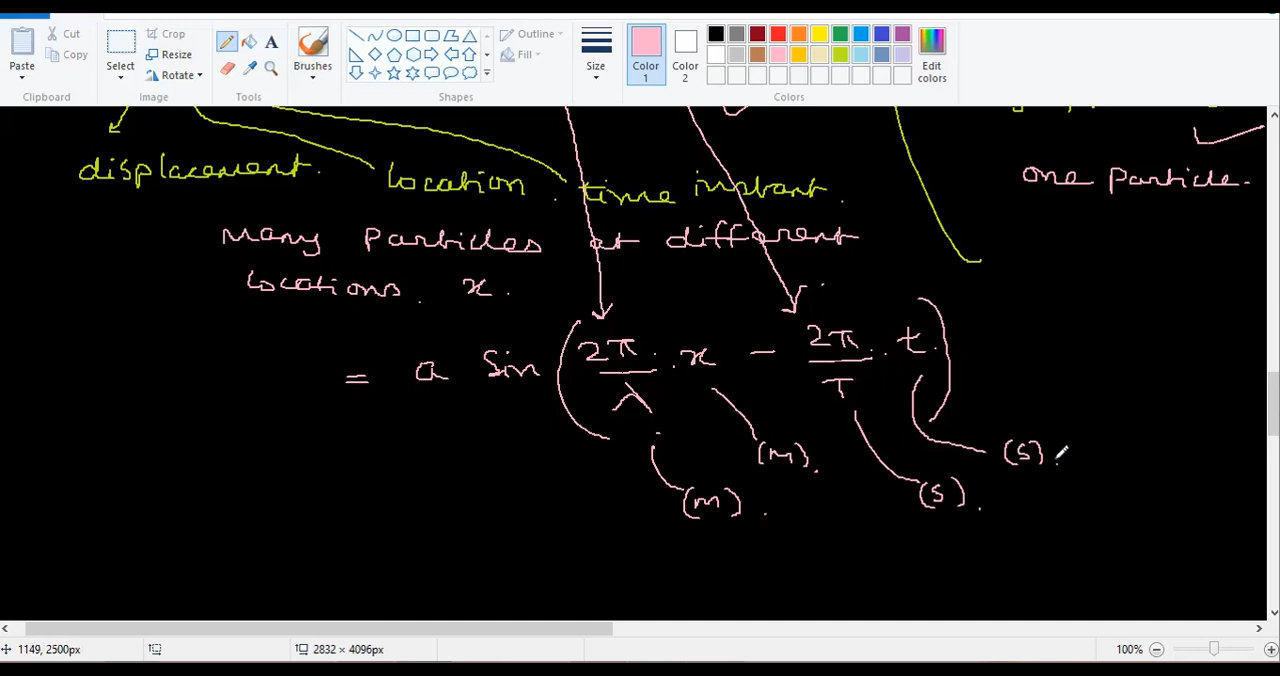 Cut
Copy
Paste
Clipboard
Select
Crop
Resize
Rotate
Image
A
Tools
Brushes
Shapes
Outline
Fill
Size
Color 1
Color 2
Colors
Edit colors
displacement.
location.
time instant.
one particle.
Many particles at different
locations. x.
= a sin (2π/λ . x - 2π/T . t)
(m).
(m).
(s).
(s).
1149, 2500px
2832 × 4096px
100%